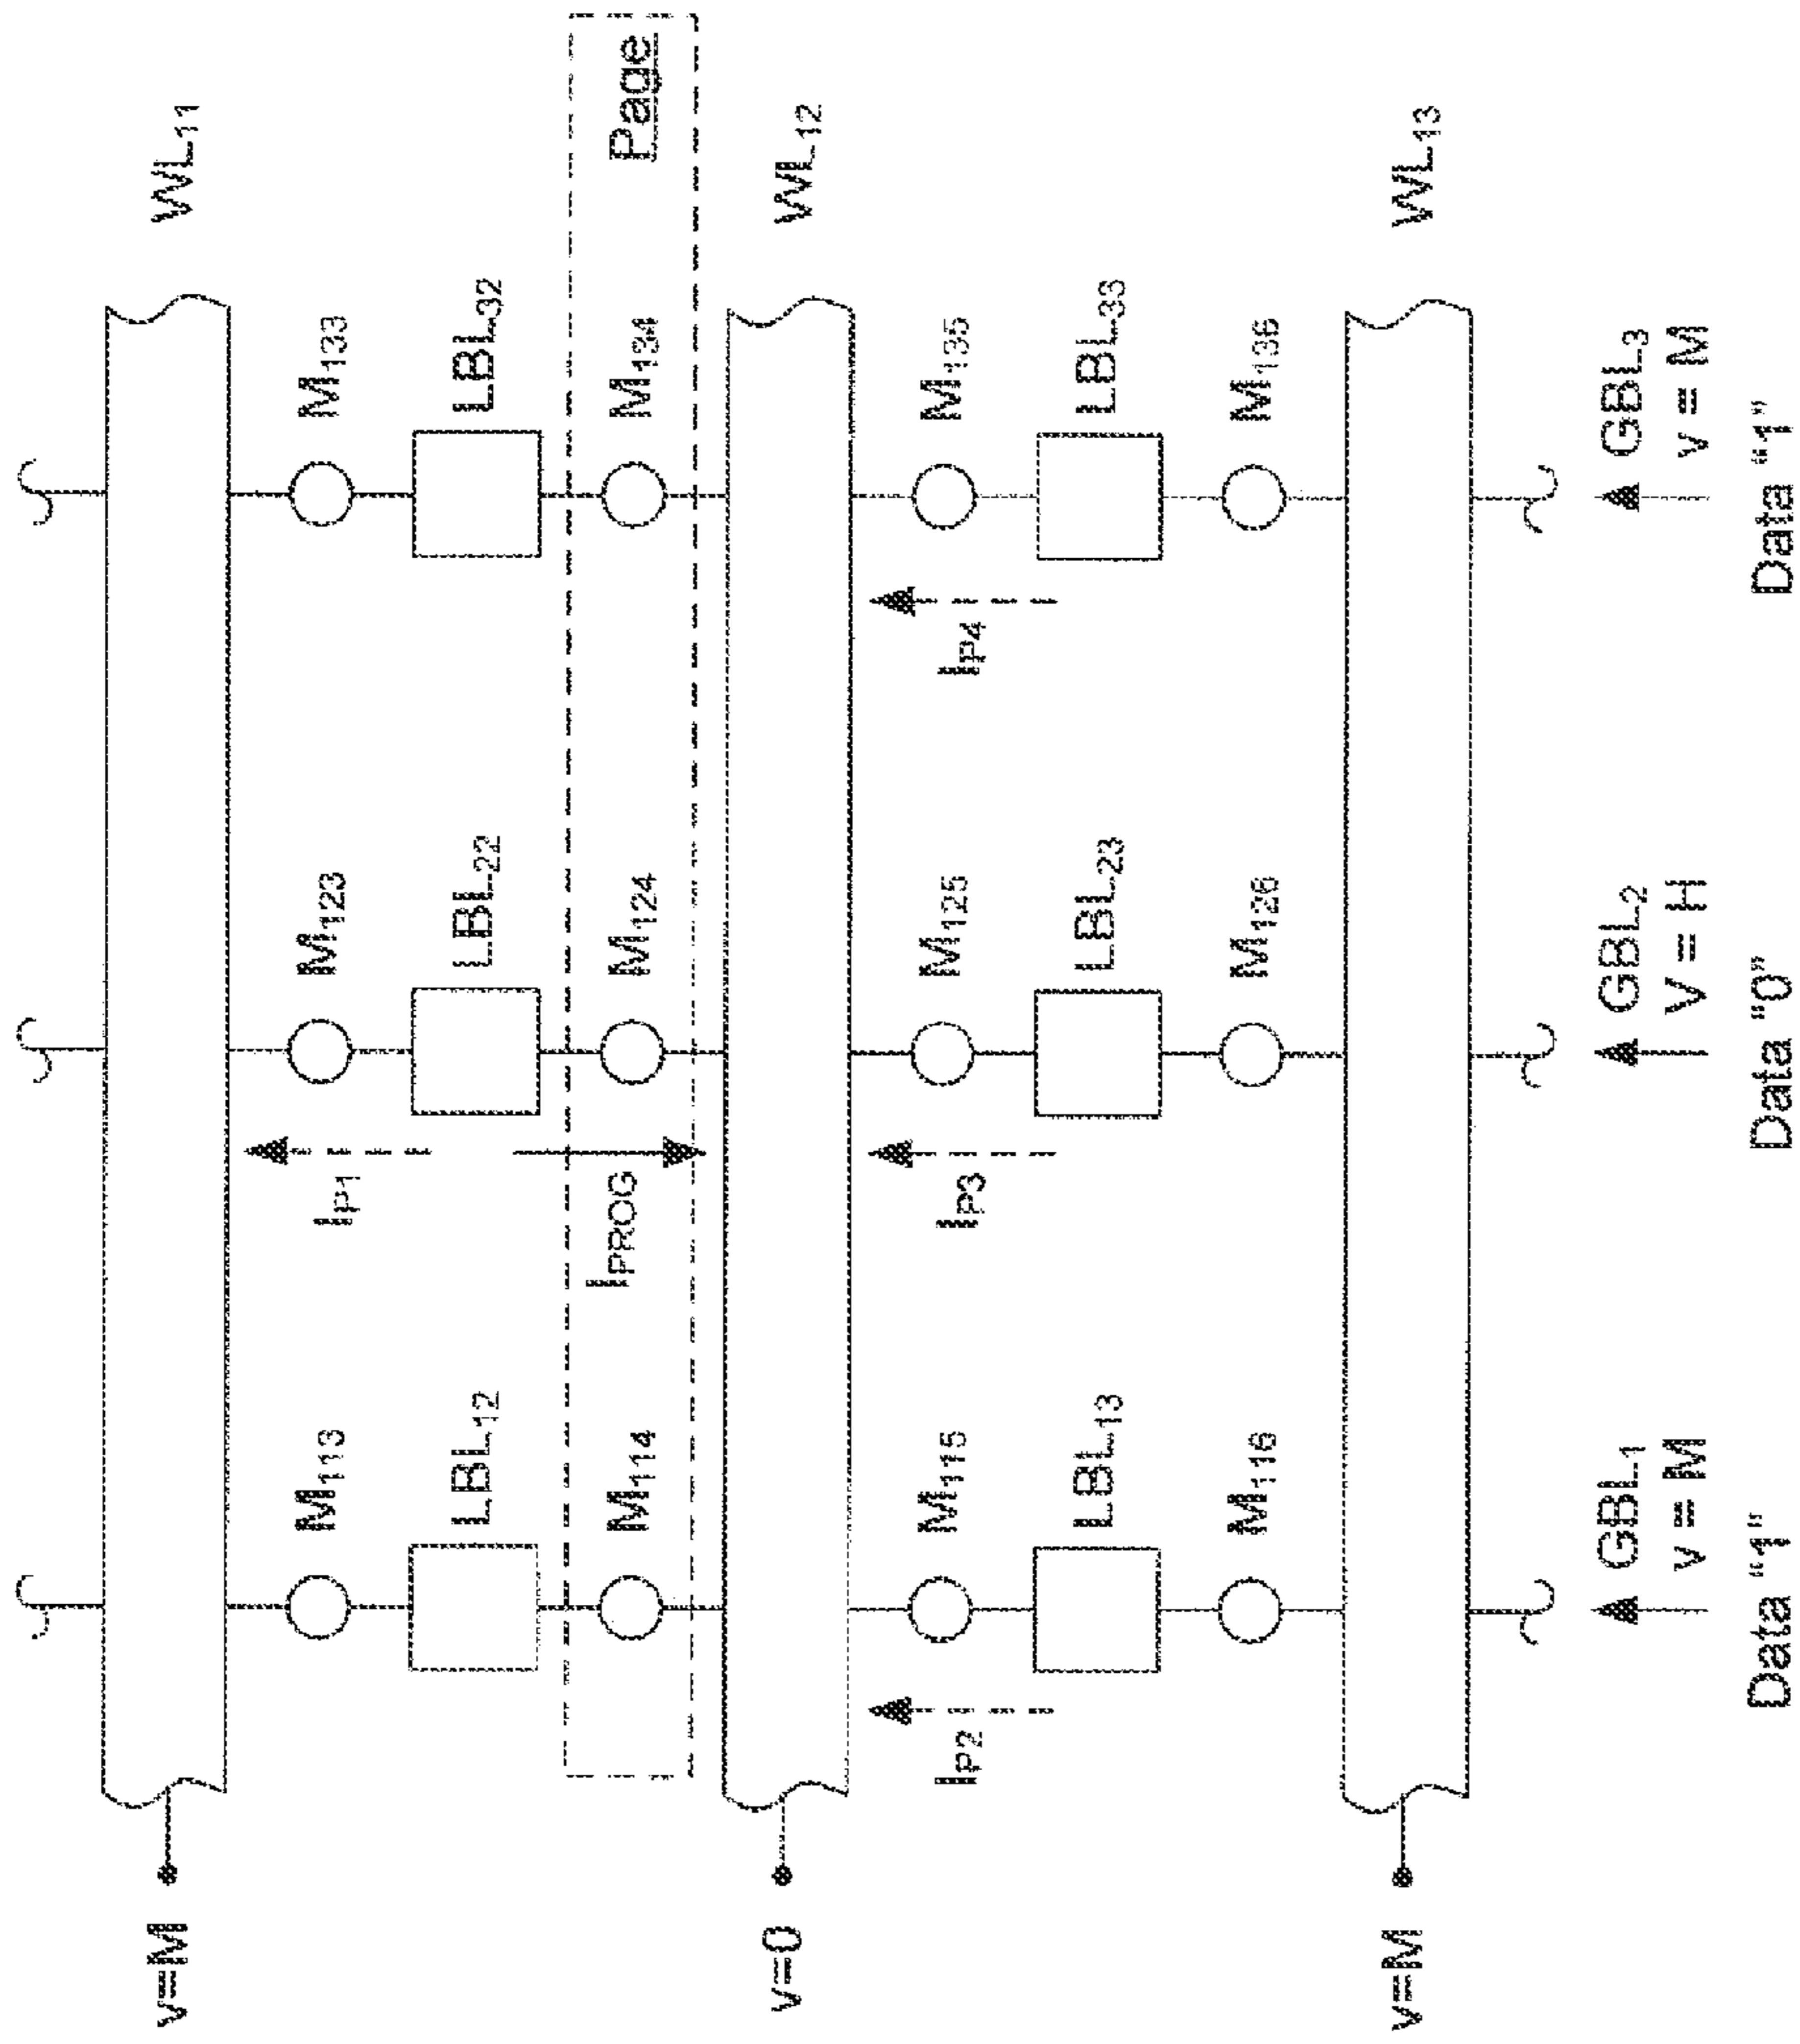 v=M
WL11
M113
IP1
M123
M133
LBL12
LBL22
LBL32
M114
IPROG
M124
M134
Page
v=0
WL12
IP2
M115
IP3
M125
IP4
M135
LBL13
LBL23
LBL33
M116
M126
M136
v=M
WL13
GBL1
GBL2
GBL3
v = M
V = H
v = M
Data "1"
Data "0"
Data "1"